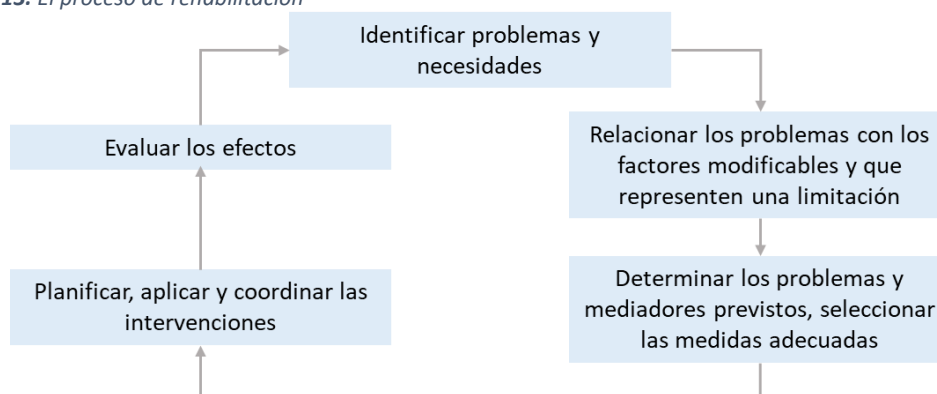 13. El proceso de rehabilitación
Identificar problemas y
necesidades
Evaluar los efectos
Relacionar los problemas con los
factores modificables y que
representen una limitación
Planificar, aplicar y coordinar las
intervenciones
Determinar los problemas y
mediadores previstos, seleccionar
las medidas adecuadas